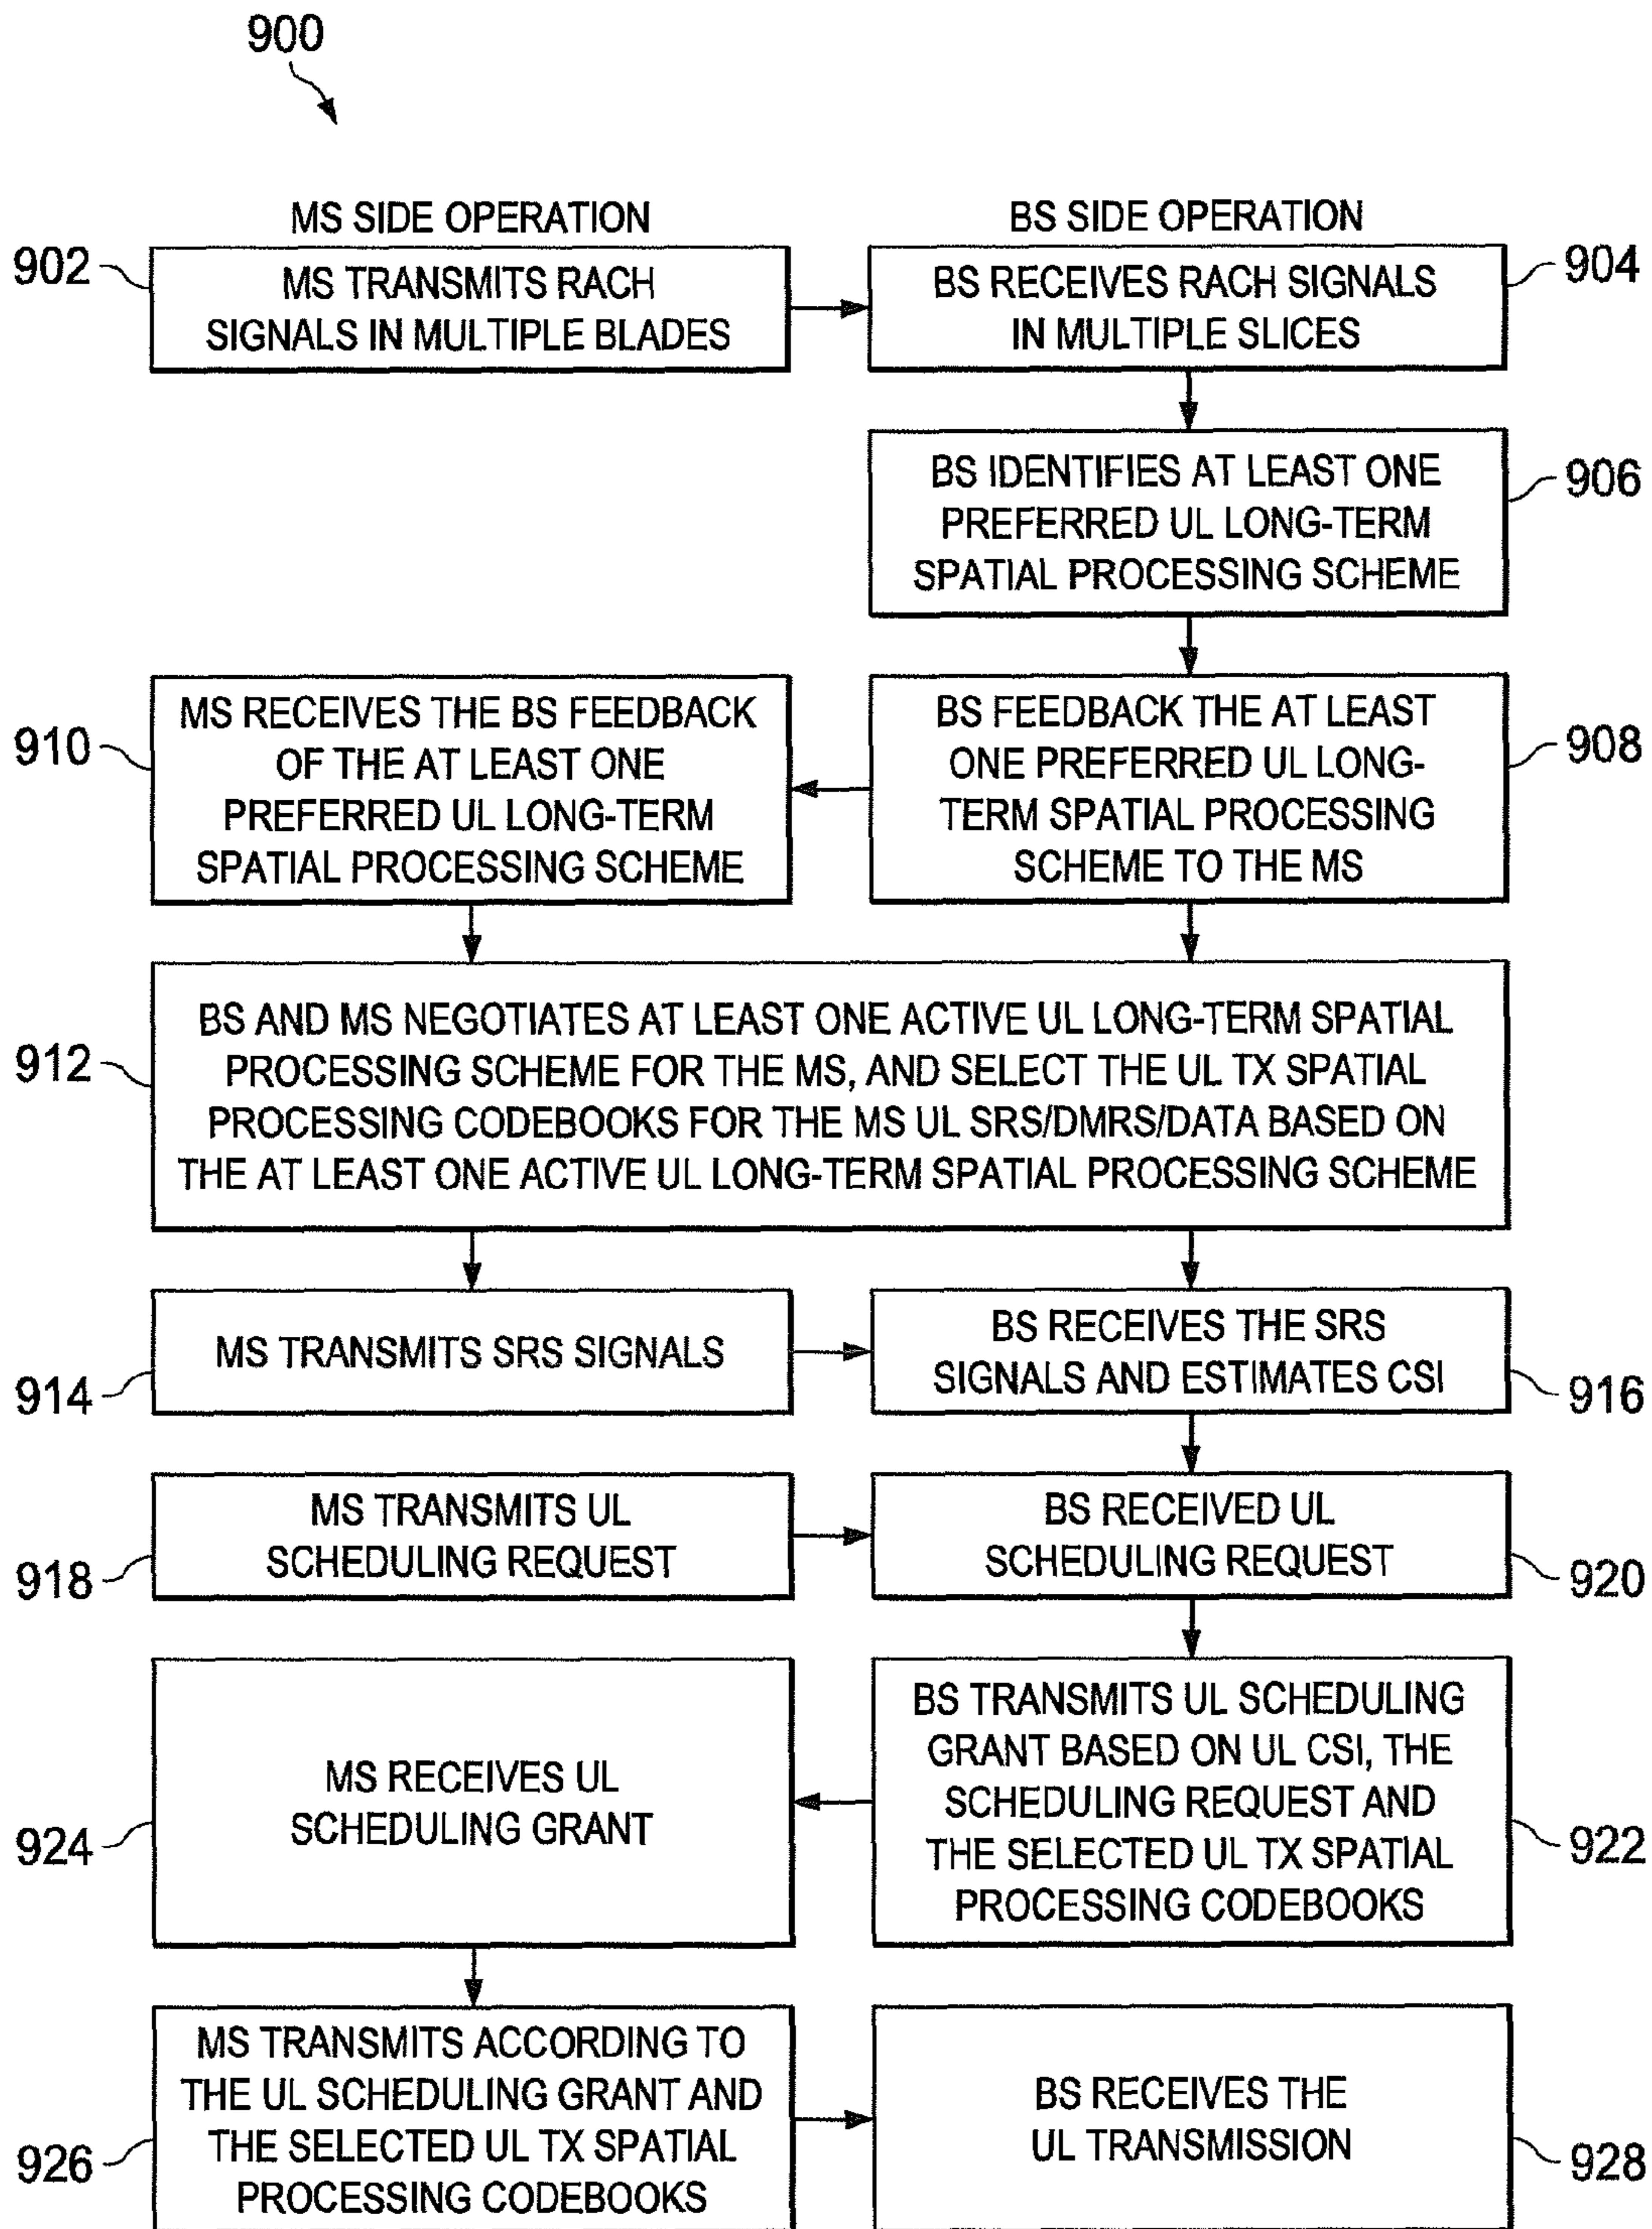 900
MS SIDE OPERATION
BS SIDE OPERATION
902
MS TRANSMITS RACH
SIGNALS IN MULTIPLE BLADES
BS RECEIVES RACH SIGNALS
IN MULTIPLE SLICES
904
BS IDENTIFIES AT LEAST ONE
PREFERRED UL LONG-TERM
SPATIAL PROCESSING SCHEME
906
BS FEEDBACK THE AT LEAST
ONE PREFERRED UL LONG-
TERM SPATIAL PROCESSING
SCHEME TO THE MS
908
910
MS RECEIVES THE BS FEEDBACK
OF THE AT LEAST ONE
PREFERRED UL LONG-TERM
SPATIAL PROCESSING SCHEME
912
BS AND MS NEGOTIATES AT LEAST ONE ACTIVE UL LONG-TERM SPATIAL
PROCESSING SCHEME FOR THE MS, AND SELECT THE UL TX SPATIAL
PROCESSING CODEBOOKS FOR THE MS UL SRS/DMRS/DATA BASED ON
THE AT LEAST ONE ACTIVE UL LONG-TERM SPATIAL PROCESSING SCHEME
914
MS TRANSMITS SRS SIGNALS
BS RECEIVES THE SRS
SIGNALS AND ESTIMATES CSI
916
918
MS TRANSMITS UL
SCHEDULING REQUEST
BS RECEIVED UL
SCHEDULING REQUEST
920
BS TRANSMITS UL SCHEDULING
GRANT BASED ON UL CSI, THE
SCHEDULING REQUEST AND
THE SELECTED UL TX SPATIAL
PROCESSING CODEBOOKS
922
924
MS RECEIVES UL
SCHEDULING GRANT
926
MS TRANSMITS ACCORDING TO
THE UL SCHEDULING GRANT AND
THE SELECTED UL TX SPATIAL
PROCESSING CODEBOOKS
BS RECEIVES THE
UL TRANSMISSION
928